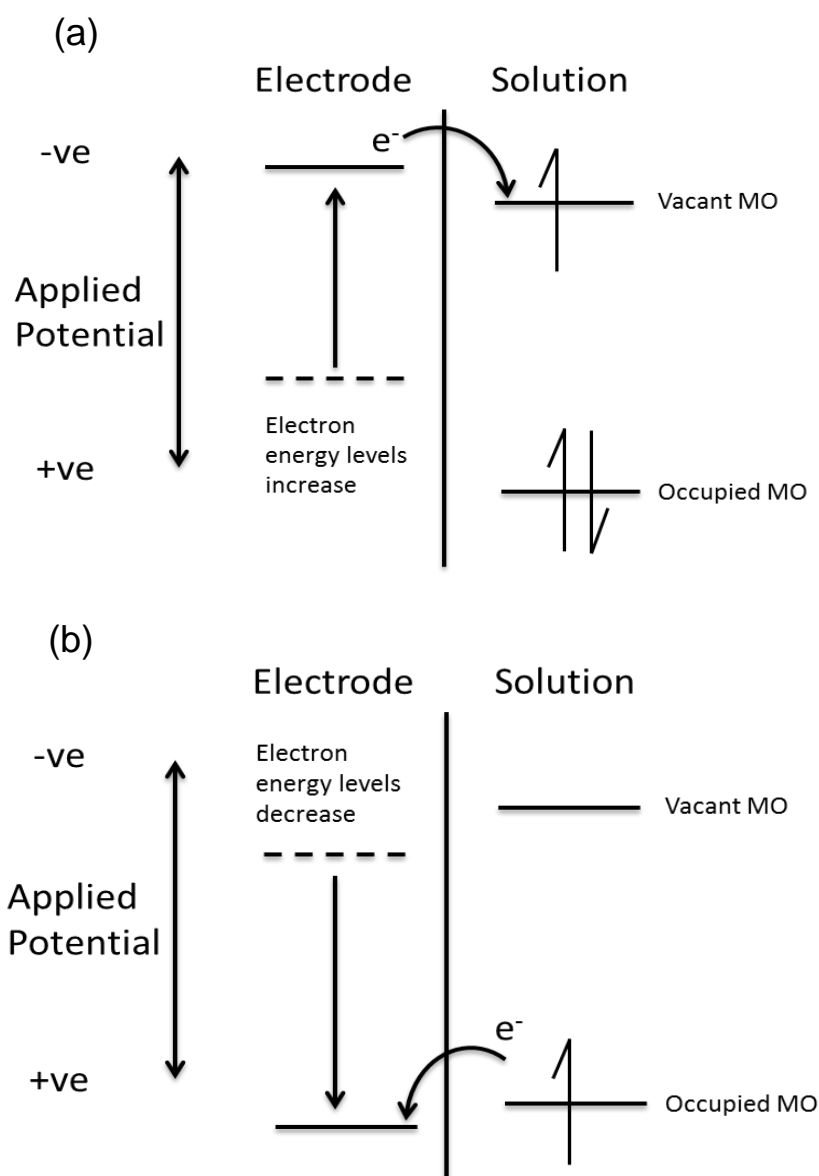 (a)
Electrode Solution
-ve
e-
Vacant MO
Applied
Potential
Electron
energy levels
increase
+ve
Occupied MO
(b)
Electrode Solution
-ve
Electron
energy levels
decrease
Vacant MO
Applied
Potential
e-
+ve
Occupied MO